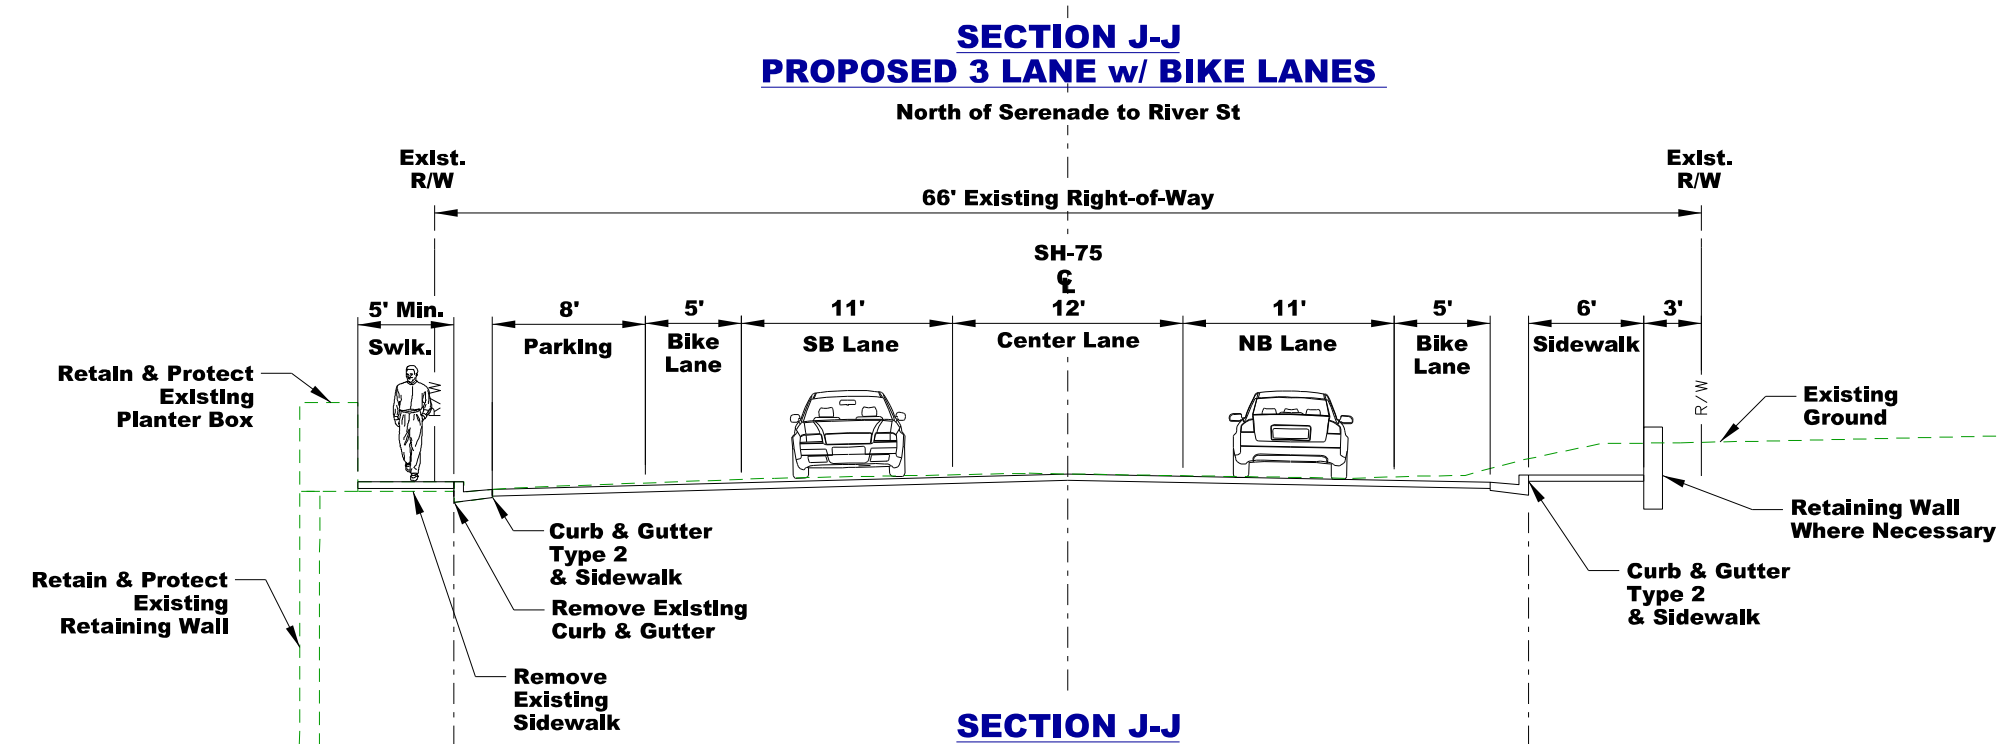 SECTION J-J
PROPOSED 3 LANE w/ BIKE LANES
North of Serenade to River St
Exist.
R/W
Exist.
R/W
66' Existing Right-of-Way
SH-75
CL
5' Min.
8'
5'
11'
12'
11'
5'
6'
3'
Swlk.
Parking
Bike
Lane
SB Lane
Center Lane
NB Lane
Bike
Lane
Sidewalk
R/W
R/W
Retain & Protect
Existing
Planter Box
Existing
Ground
Retaining Wall
Where Necessary
Curb & Gutter
Type 2
& Sidewalk
Curb & Gutter
Type 2
& Sidewalk
Retain & Protect
Existing
Retaining Wall
Remove Existing
Curb & Gutter
Remove
Existing
Sidewalk
SECTION J-J